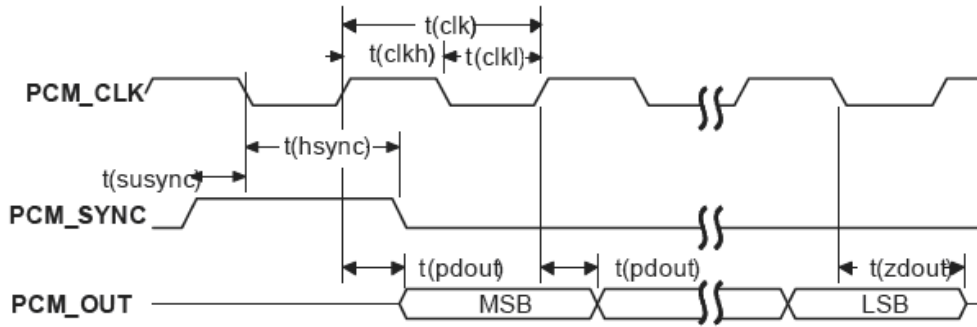 t(clk)
t(clkh) t(clkl)
PCM_CLK
t(hsync)
t(susync)
PCM_SYNC
t(pdout) t(pdout) t(zdout)
PCM_OUT MSB LSB